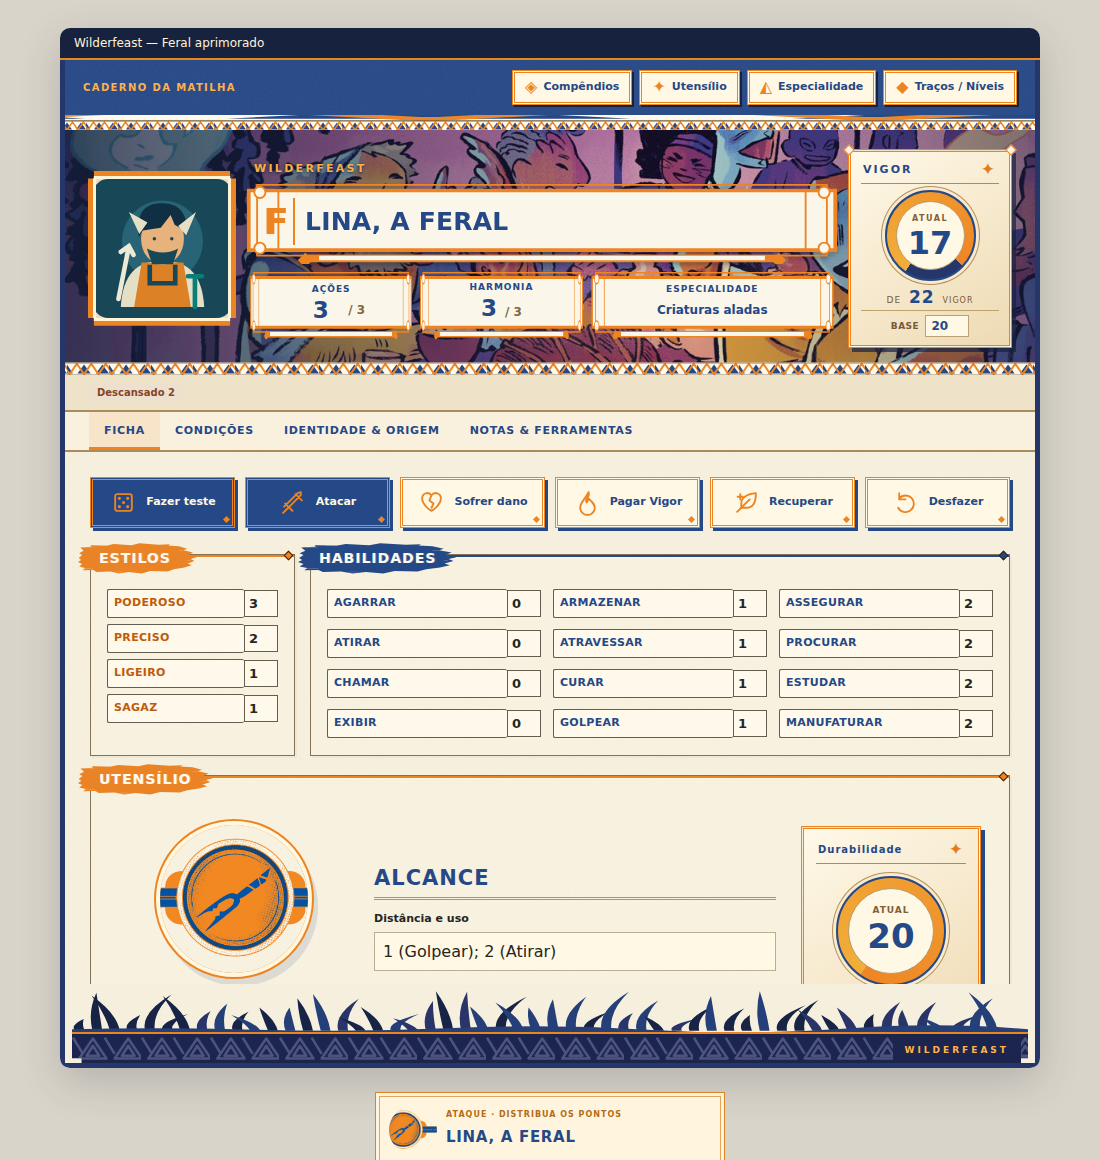 Wilderfeast — Feral aprimorado
CADERNO DA MATILHA
◈ Compêndios
✦ Utensílio
◭ Especialidade
◆ Traços / Níveis
WILDERFEAST
F LINA, A FERAL
AÇÕES
3 / 3
HARMONIA
3 / 3
ESPECIALIDADE
Criaturas aladas
VIGOR ✦
ATUAL
17
DE 22 VIGOR
BASE 20
Descansado 2
FICHA CONDIÇÕES IDENTIDADE & ORIGEM NOTAS & FERRAMENTAS
Fazer teste
Atacar
Sofrer dano
Pagar Vigor
Recuperar
Desfazer
ESTILOS
PODEROSO 3
PRECISO 2
LIGEIRO 1
SAGAZ 1
HABILIDADES
AGARRAR 0 ARMAZENAR 1 ASSEGURAR 2
ATIRAR 0 ATRAVESSAR 1 PROCURAR 2
CHAMAR 0 CURAR 1 ESTUDAR 2
EXIBIR 0 GOLPEAR 1 MANUFATURAR 2
UTENSÍLIO
ALCANCE
Distância e uso
1 (Golpear); 2 (Atirar)
Durabilidade ✦
ATUAL
20
WILDERFEAST
ATAQUE · DISTRIBUA OS PONTOS
LINA, A FERAL